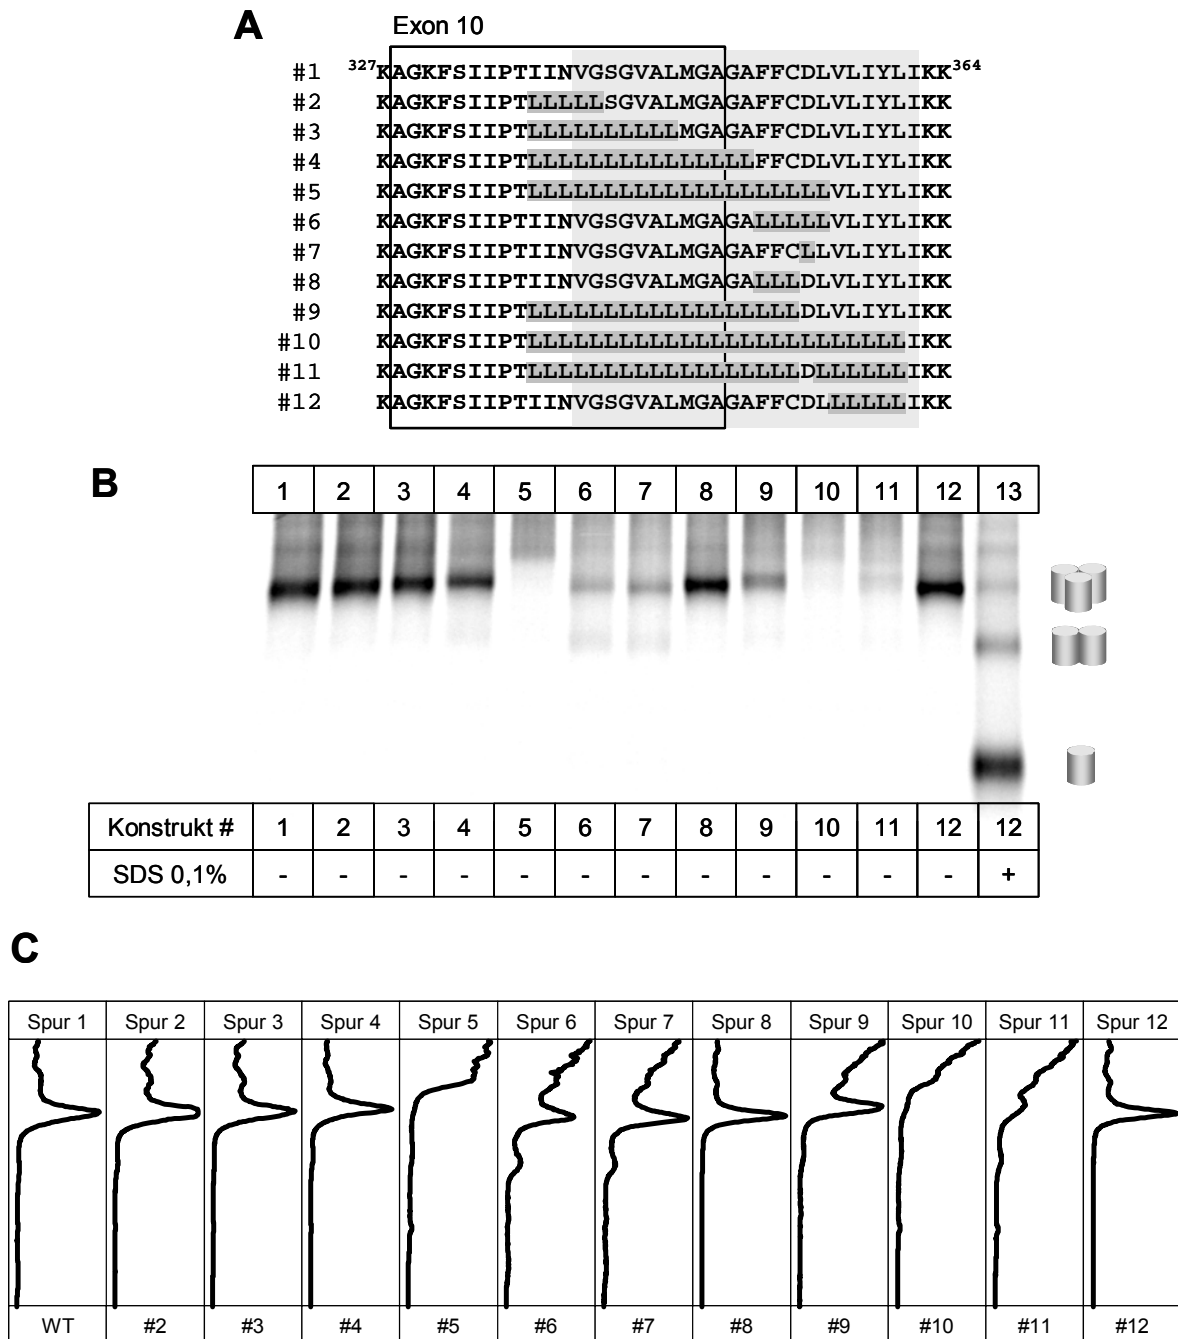 A
Exon 10
#1 327KAGKFSIIPTIINVGSGVALMGAGAFFCDLVLIYLIKK364
#2 KAGKFSIIPTLLLLLSGVALMGAGAFFCDLVLIYLIKK
#3 KAGKFSIIPTLLLLLLLLLLMGAGAFFCDLVLIYLIKK
#4 KAGKFSIIPTLLLLLLLLLLLLLLLFFCDLVLIYLIKK
#5 KAGKFSIIPTLLLLLLLLLLLLLLLLLLLLVLIYLIKK
#6 KAGKFSIIPTIINVGSGVALMGAGALLLLLVLIYLIKK
#7 KAGKFSIIPTIINVGSGVALMGAGAFFCLLVLIYLIKK
#8 KAGKFSIIPTIINVGSGVALMGAGALLLDLVLIYLIKK
#9 KAGKFSIIPTLLLLLLLLLLLLLLLLLLDLVLIYLIKK
#10 KAGKFSIIPTLLLLLLLLLLLLLLLLLLLLLLLLLIKK
#11 KAGKFSIIPTLLLLLLLLLLLLLLLLLLDLLLLLLIKK
#12 KAGKFSIIPTIINVGSGVALMGAGAFFCDLLLLLLIKK
B
1 2 3 4 5 6 7 8 9 10 11 12 13
Konstrukt # 1 2 3 4 5 6 7 8 9 10 11 12 12
SDS 0,1% - - - - - - - - - - - - +
C
Spur 1 Spur 2 Spur 3 Spur 4 Spur 5 Spur 6 Spur 7 Spur 8 Spur 9 Spur 10 Spur 11 Spur 12
WT #2 #3 #4 #5 #6 #7 #8 #9 #10 #11 #12